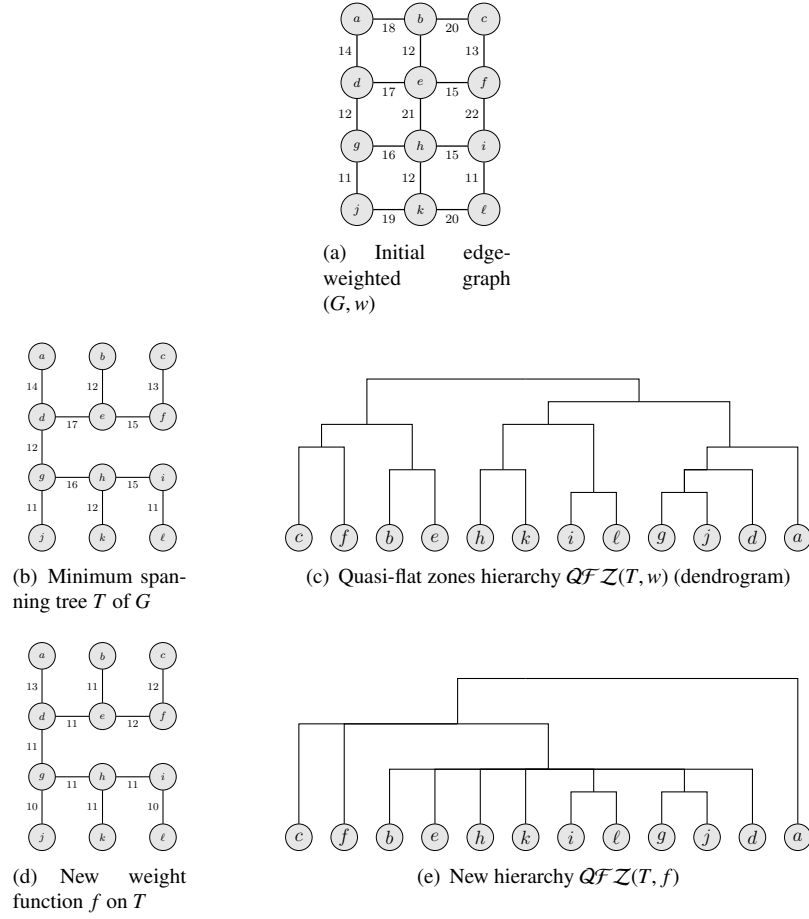 a b c
18 20
14 12 13
d e f
17 15
12 21 22
g h i
16 15
11 12 11
j k ℓ
19 20
(a) Initial edge-
weighted graph
(G, w)
a b c
14 12 13
d e f
17 15
12
g h i
16 15
11 12 11
j k ℓ
(b) Minimum span-
ning tree T of G
c f b e h k i ℓ g j d a
(c) Quasi-flat zones hierarchy QFZ(T, w) (dendrogram)
a b c
13 11 12
d e f
11 12
11
g h i
11 11
10 11 10
j k ℓ
(d) New weight
function f on T
c f b e h k i ℓ g j d a
(e) New hierarchy QFZ(T, f)